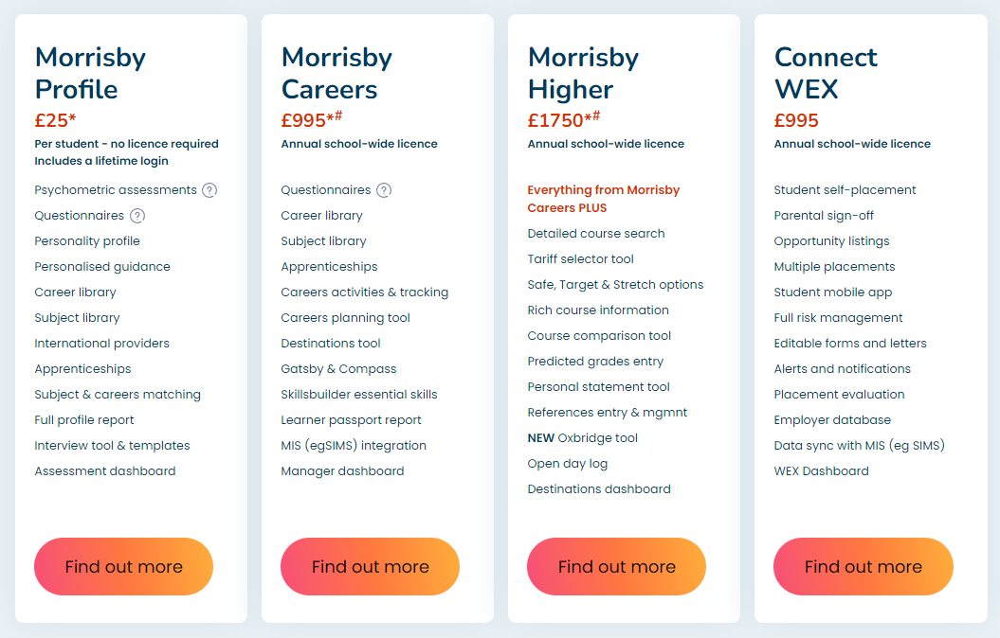 Morrisby
Profile
£25*
Per student - no licence required
Includes a lifetime login
Psychometric assessments ?
Questionnaires ?
Personality profile
Personalised guidance
Career library
Subject library
International providers
Apprenticeships
Subject & careers matching
Full profile report
Interview tool & templates
Assessment dashboard
Find out more
Morrisby
Careers
£995*#
Annual school-wide licence
Questionnaires ?
Career library
Subject library
Apprenticeships
Careers activities & tracking
Careers planning tool
Destinations tool
Gatsby & Compass
Skillsbuilder essential skills
Learner passport report
MIS (egSIMS) integration
Manager dashboard
Find out more
Morrisby
Higher
£1750*#
Annual school-wide licence
Everything from Morrisby
Careers PLUS
Detailed course search
Tariff selector tool
Safe, Target & Stretch options
Rich course information
Course comparison tool
Predicted grades entry
Personal statement tool
References entry & mgmnt
NEW Oxbridge tool
Open day log
Destinations dashboard
Find out more
Connect
WEX
£995
Annual school-wide licence
Student self-placement
Parental sign-off
Opportunity listings
Multiple placements
Student mobile app
Full risk management
Editable forms and letters
Alerts and notifications
Placement evaluation
Employer database
Data sync with MIS (eg SIMS)
WEX Dashboard
Find out more